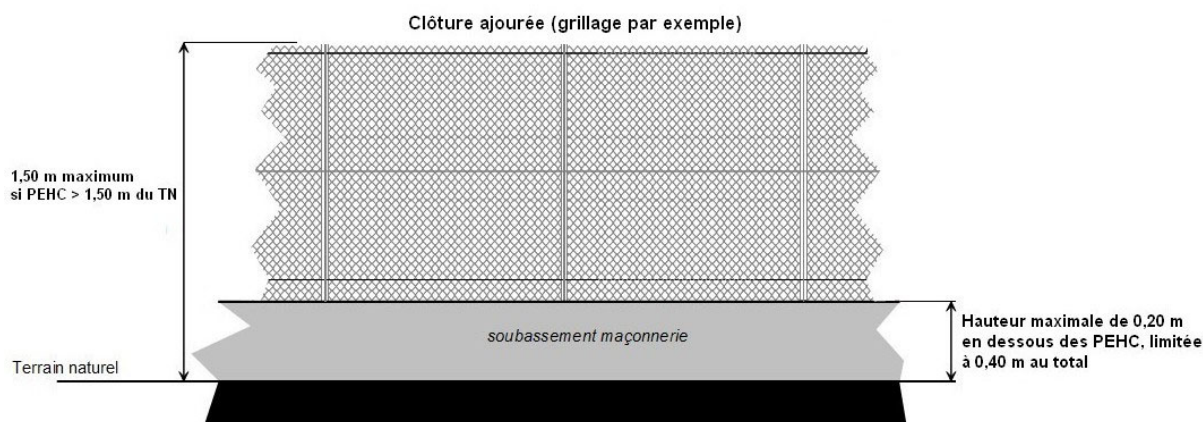 Clôture ajourée (grillage par exemple)
1,50 m maximum
si PEHC > 1,50 m du TN
soubassement maçonnerie
Hauteur maximale de 0,20 m
en dessous des PEHC, limitée
à 0,40 m au total
Terrain naturel